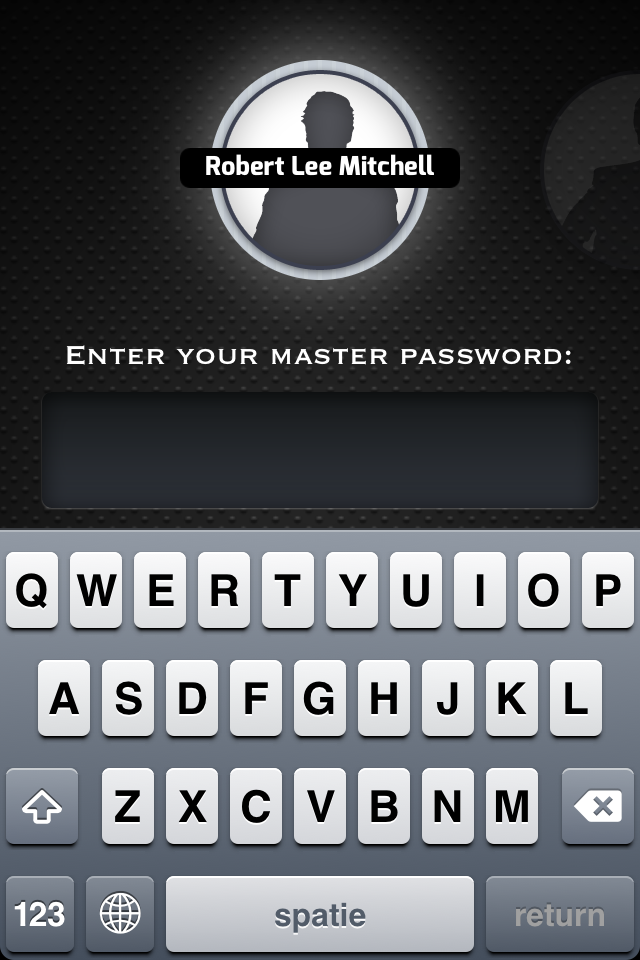 Robert Lee Mitchell
Enter your master password:
Q W E R T Y U I O P
A S D F G H J K L
Z X C V B N M
123 spatie return